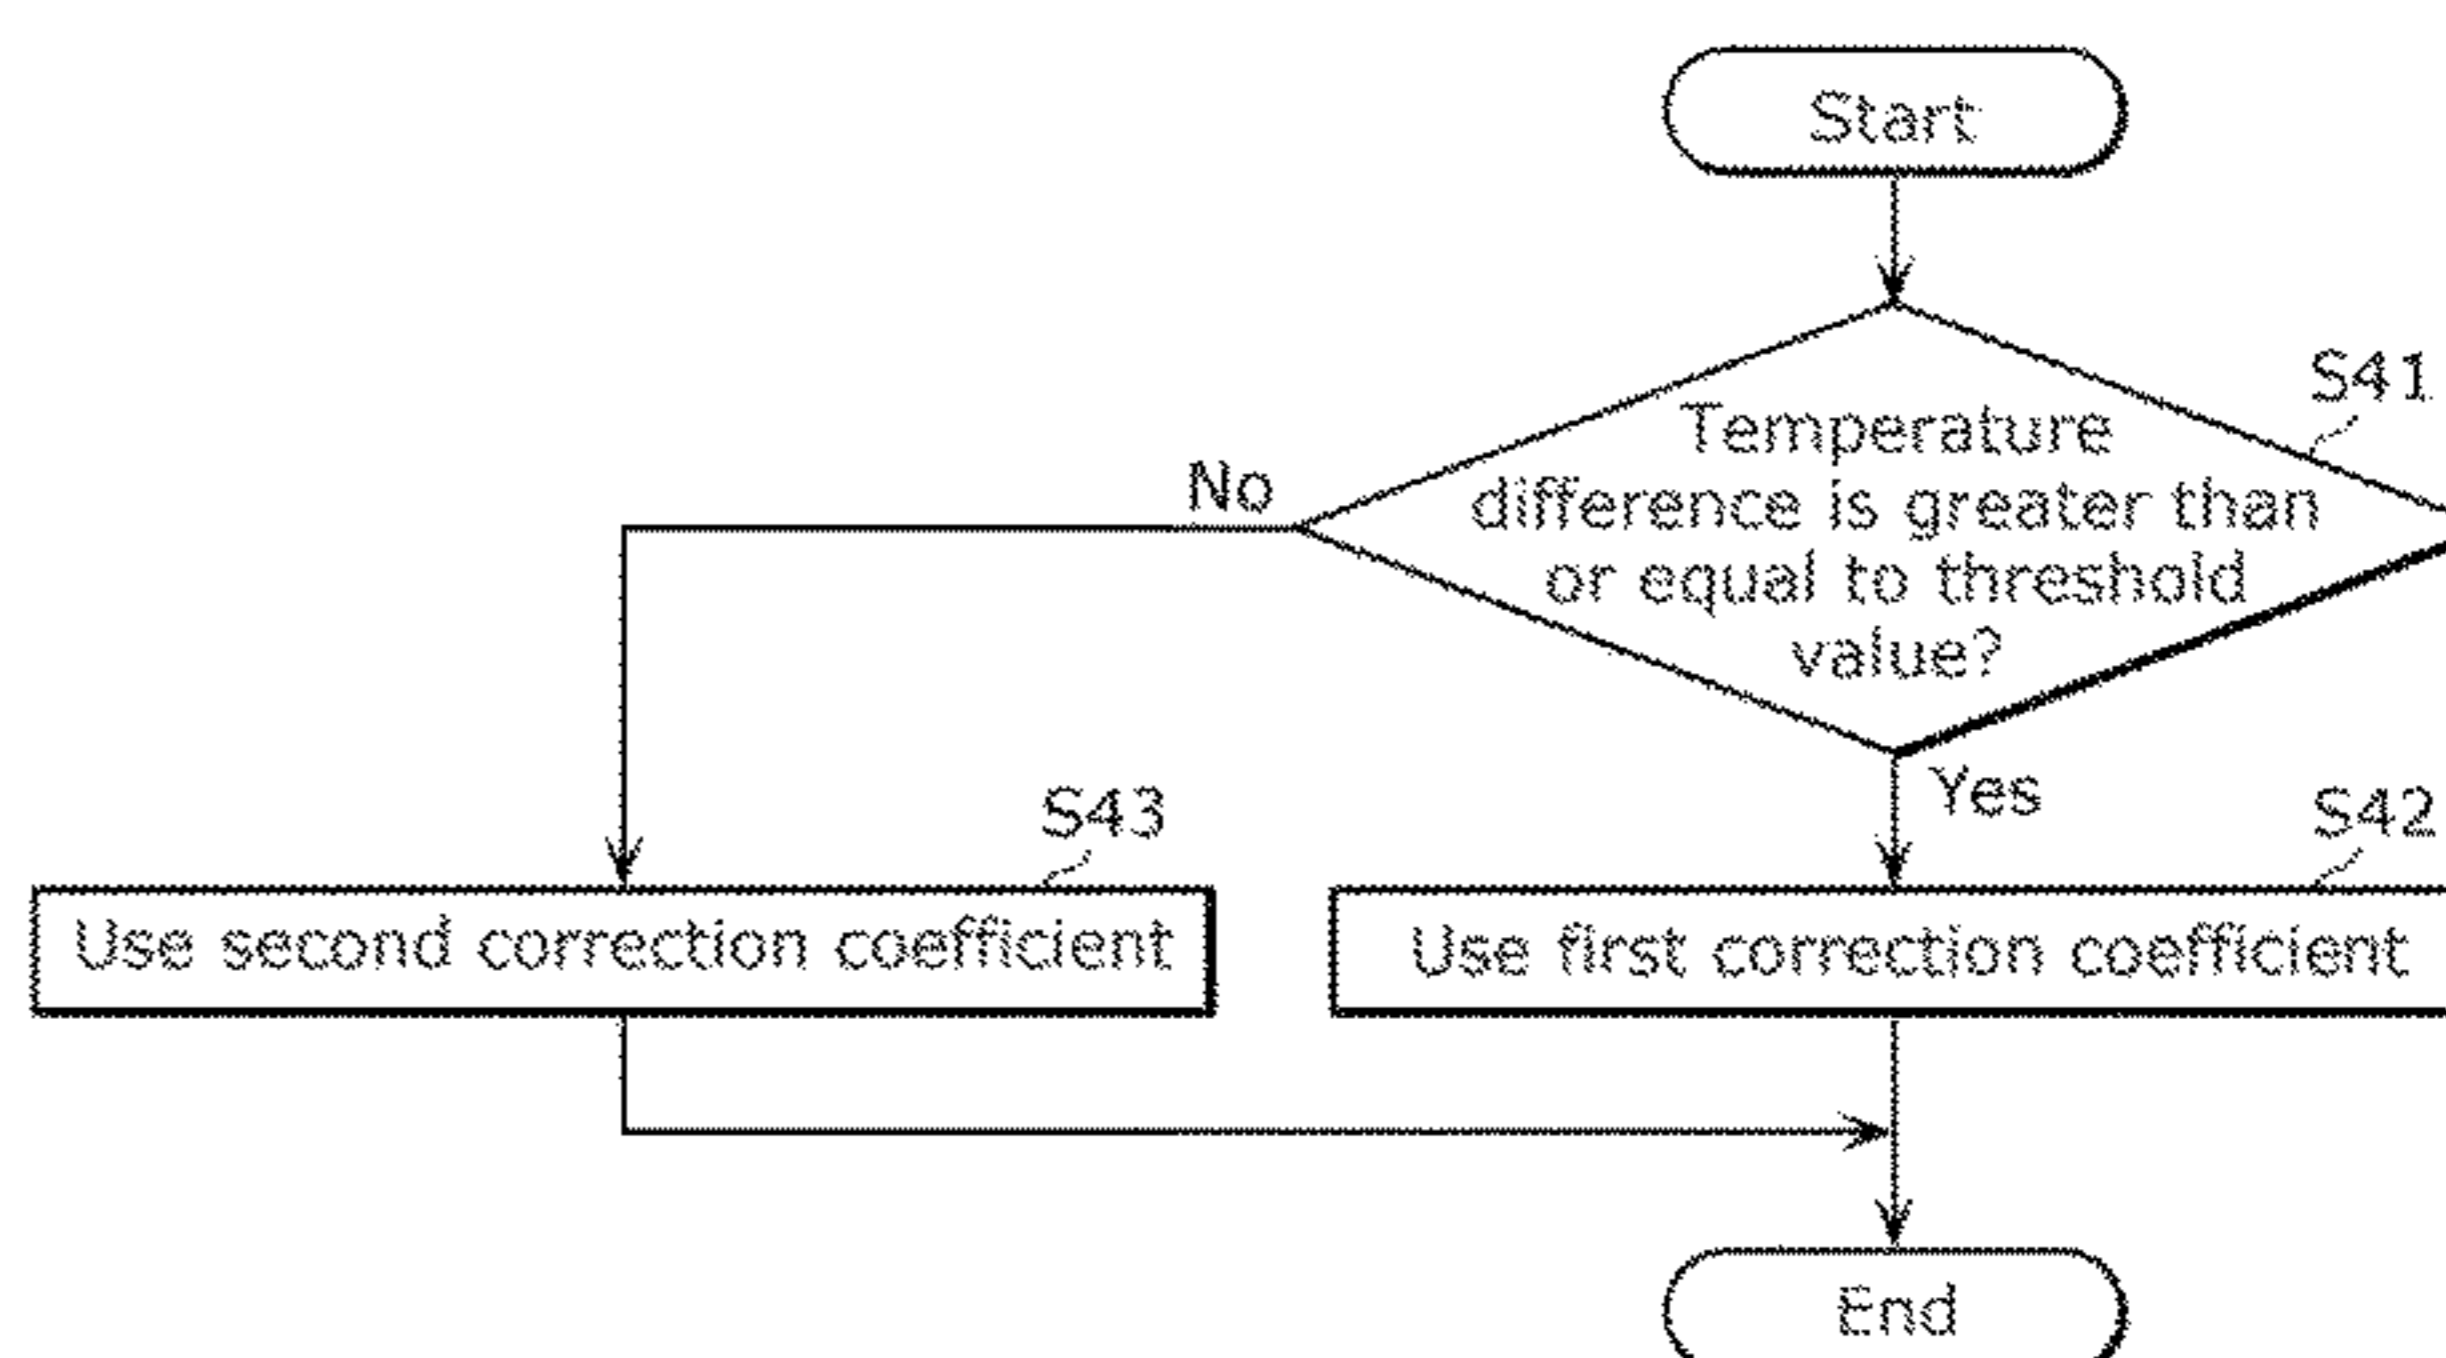 Start
S41
Temperature
difference is greater than
or equal to threshold
value?
No
Yes
S43
S42
Use second correction coefficient
Use first correction coefficient
End